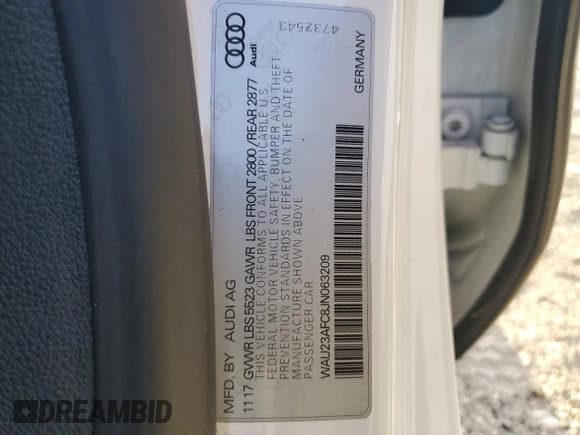 MFD. BY AUDI AG
11 17 GVWR LBS 5523 GAWR LBS FRONT 2800 / REAR 2877
THIS VEHICLE CONFORMS TO ALL APPLICABLE U.S.
FEDERAL MOTOR VEHICLE SAFETY, BUMPER AND THEFT
PREVENTION STANDARDS IN EFFECT ON THE DATE OF
MANUFACTURE SHOWN ABOVE
PASSENGER CAR
WAU23AFC8JN063209
GERMANY
Audi
4732543
DREAMBID